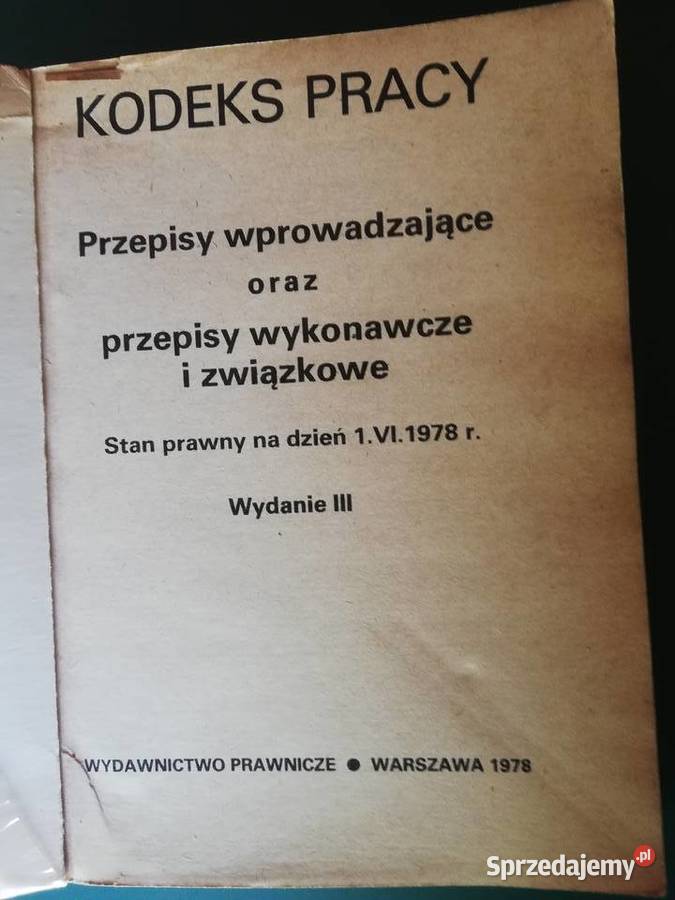 KODEKS PRACY
Przepisy wprowadzające
oraz
przepisy wykonawcze
i związkowe
Stan prawny na dzień 1.VI.1978 r.
Wydanie III
WYDAWNICTWO PRAWNICZE ● WARSZAWA 1978
Sprzedajemy.pl